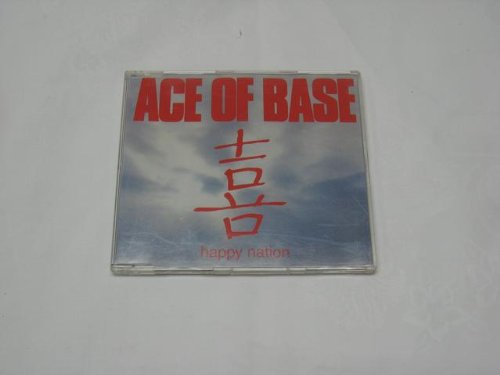 ACE OF BASE
喜
happy nation